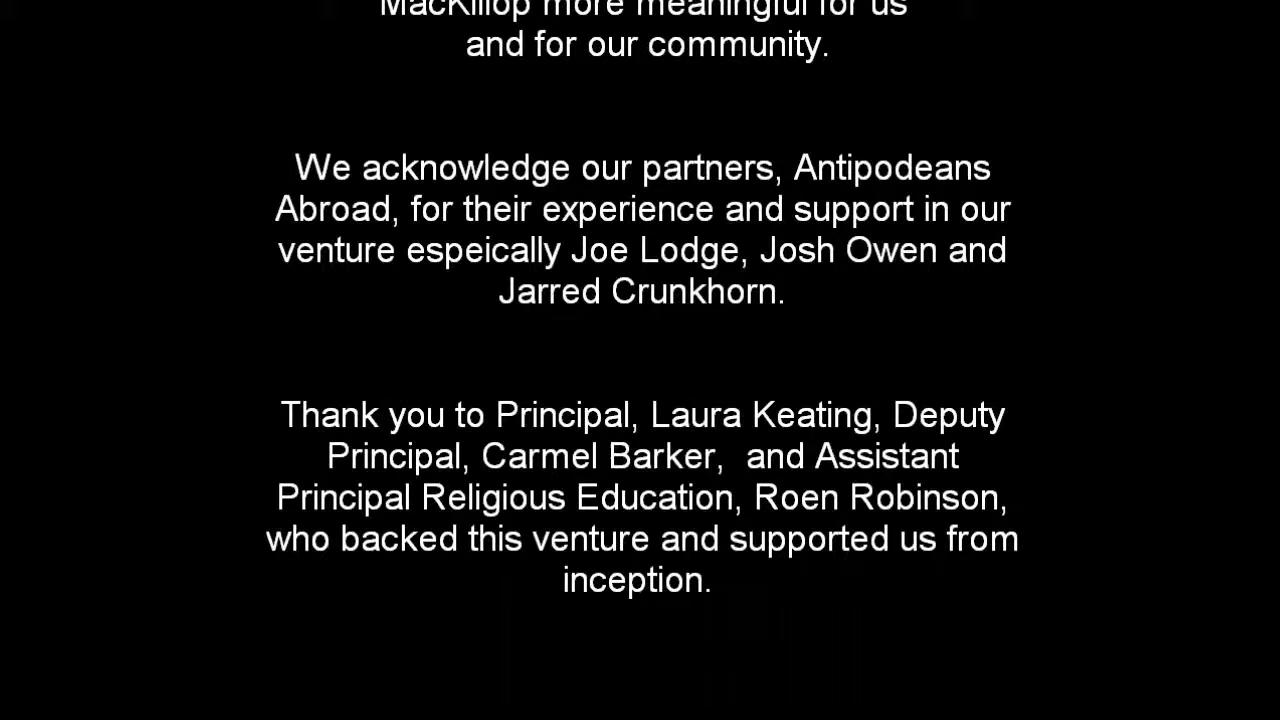 MacKillop more meaningful for us
and for our community.
We acknowledge our partners, Antipodeans
Abroad, for their experience and support in our
venture espeically Joe Lodge, Josh Owen and
Jarred Crunkhorn.
Thank you to Principal, Laura Keating, Deputy
Principal, Carmel Barker,  and Assistant
Principal Religious Education, Roen Robinson,
who backed this venture and supported us from
inception.